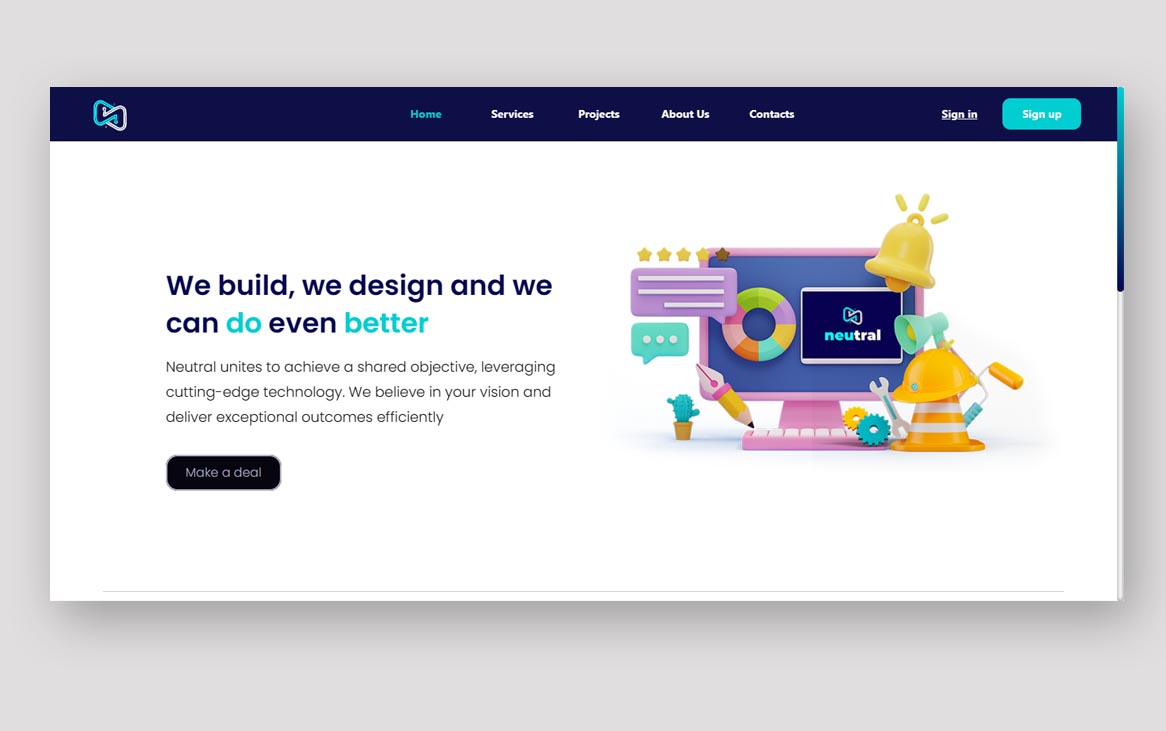 Home Services Projects About Us Contacts Sign in Sign up
We build, we design and we
can do even better
Neutral unites to achieve a shared objective, leveraging
cutting-edge technology. We believe in your vision and
deliver exceptional outcomes efficiently
Make a deal
neutral